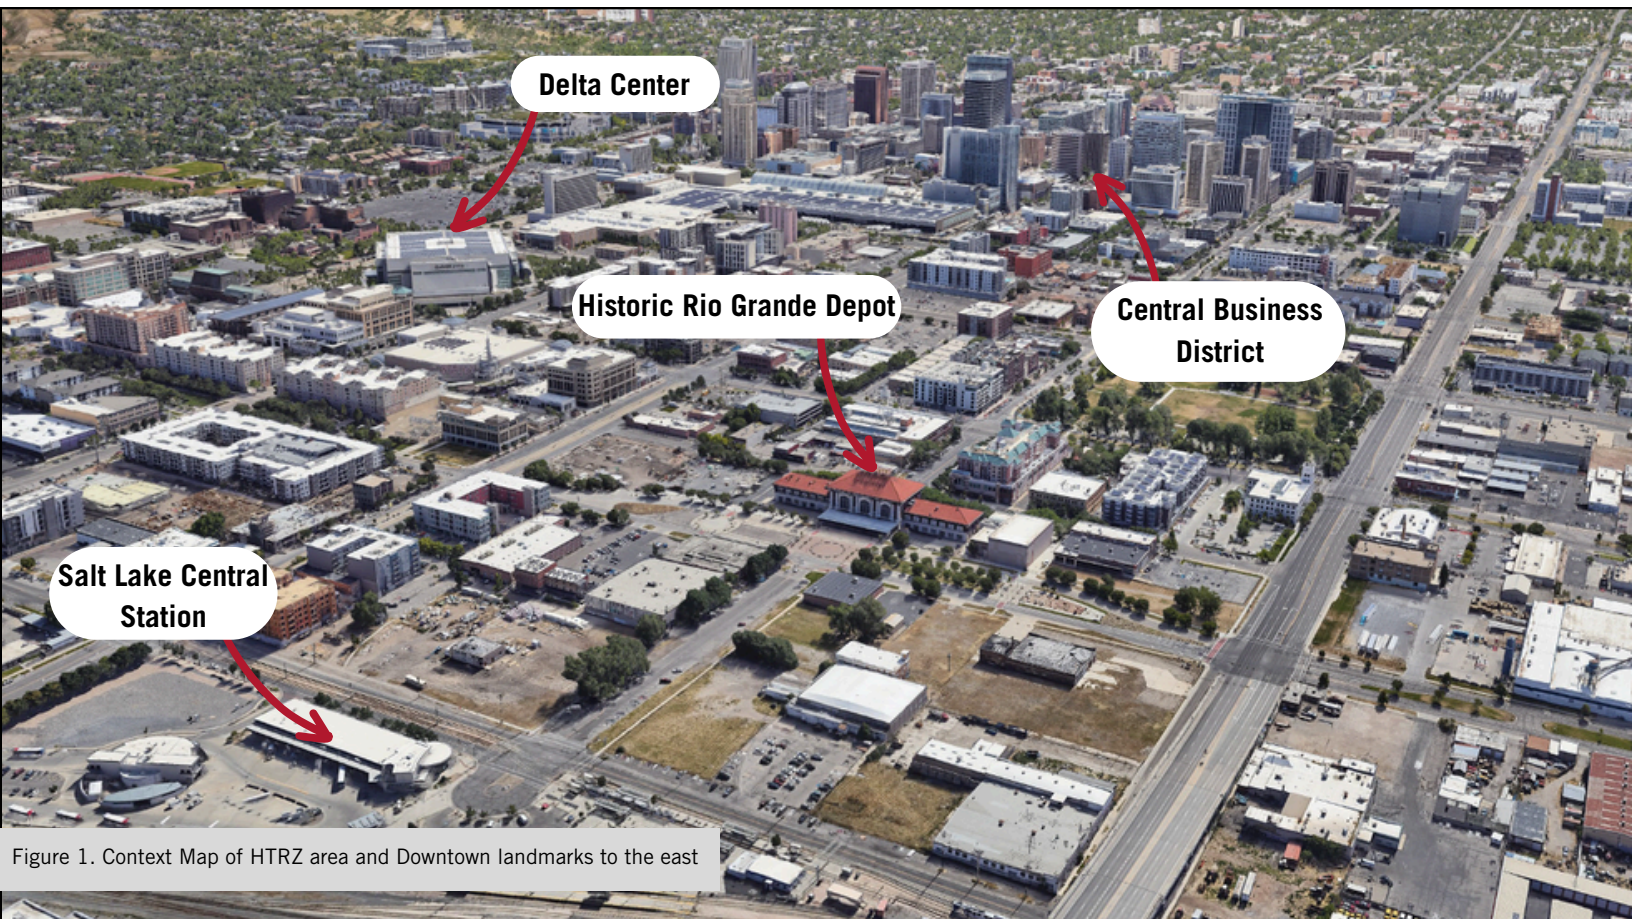 Delta Center
Historic Rio Grande Depot
Central Business
District
Salt Lake Central
Station
Figure 1. Context Map of HTRZ area and Downtown landmarks to the east